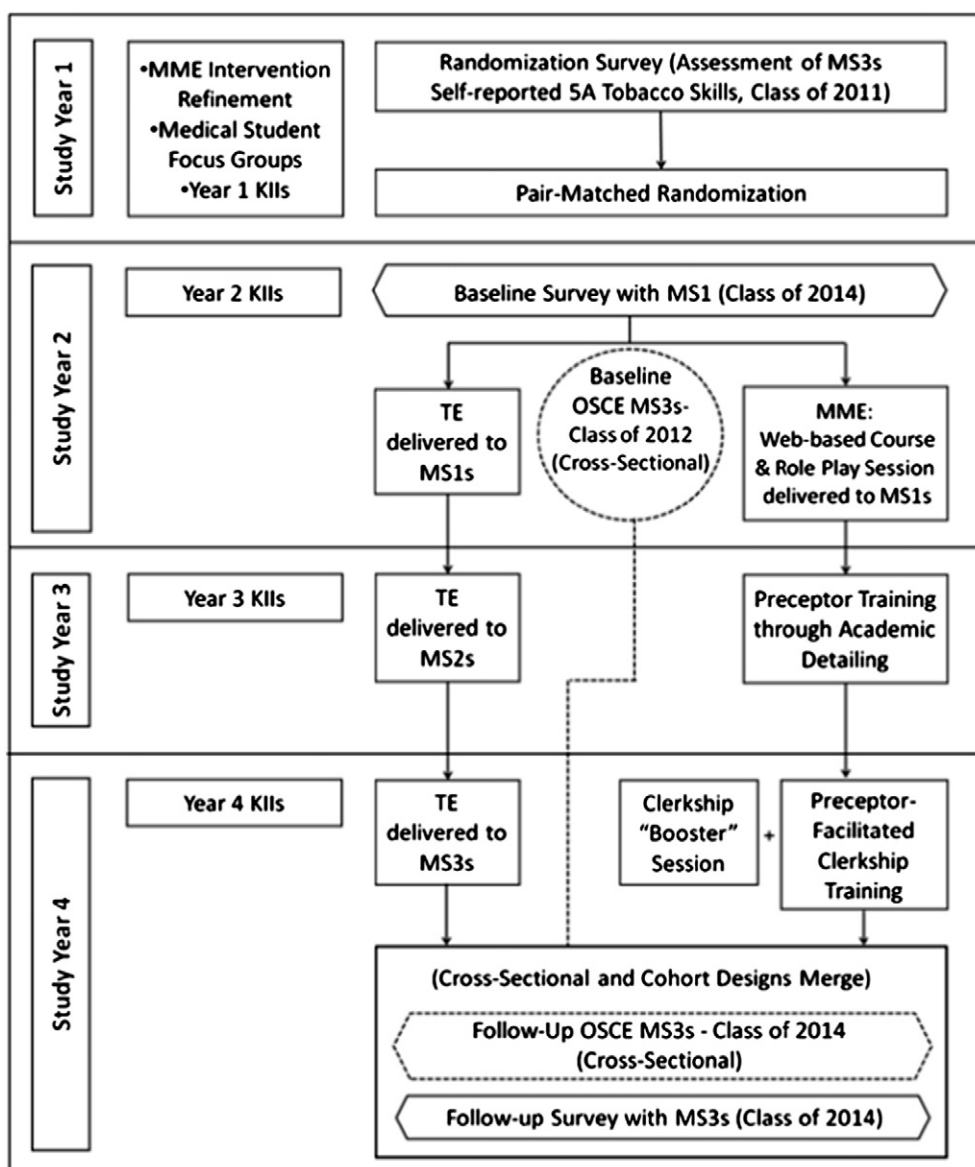 Study Year 1
•MME Intervention
Refinement
•Medical Student
Focus Groups
•Year 1 KIIs
Randomization Survey (Assessment of MS3s
Self-reported 5A Tobacco Skills, Class of 2011)
Pair-Matched Randomization
Study Year 2
Year 2 KIIs
Baseline Survey with MS1 (Class of 2014)
TE
delivered to
MS1s
Baseline
OSCE MS3s-
Class of 2012
(Cross-Sectional)
MME:
Web-based Course
& Role Play Session
delivered to MS1s
Study Year 3
Year 3 KIIs
TE
delivered to
MS2s
Preceptor Training
through Academic
Detailing
Study Year 4
Year 4 KIIs
TE
delivered to
MS3s
Clerkship
“Booster”
Session
+
Preceptor-
Facilitated
Clerkship
Training
(Cross-Sectional and Cohort Designs Merge)
Follow-Up OSCE MS3s - Class of 2014
(Cross-Sectional)
Follow-up Survey with MS3s (Class of 2014)